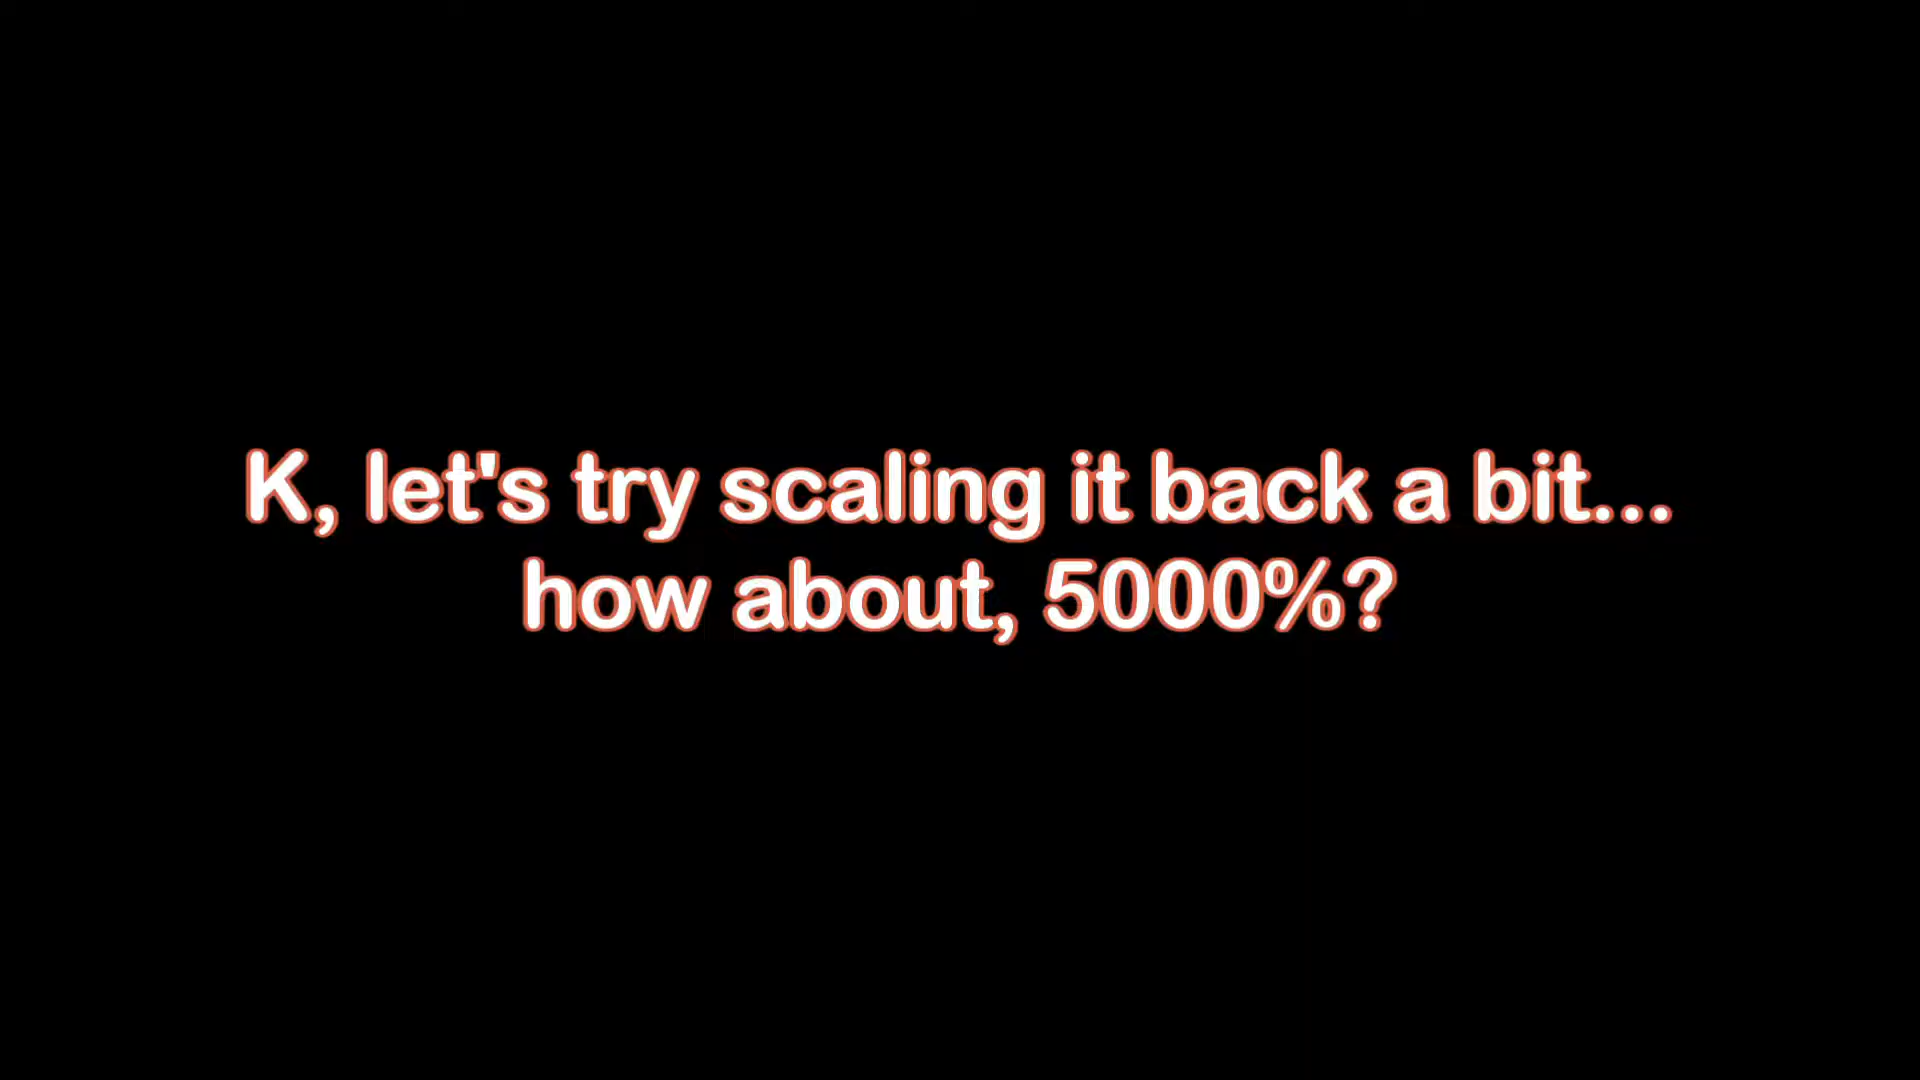 K, let's try scaling it back a bit...
how about, 5000%?